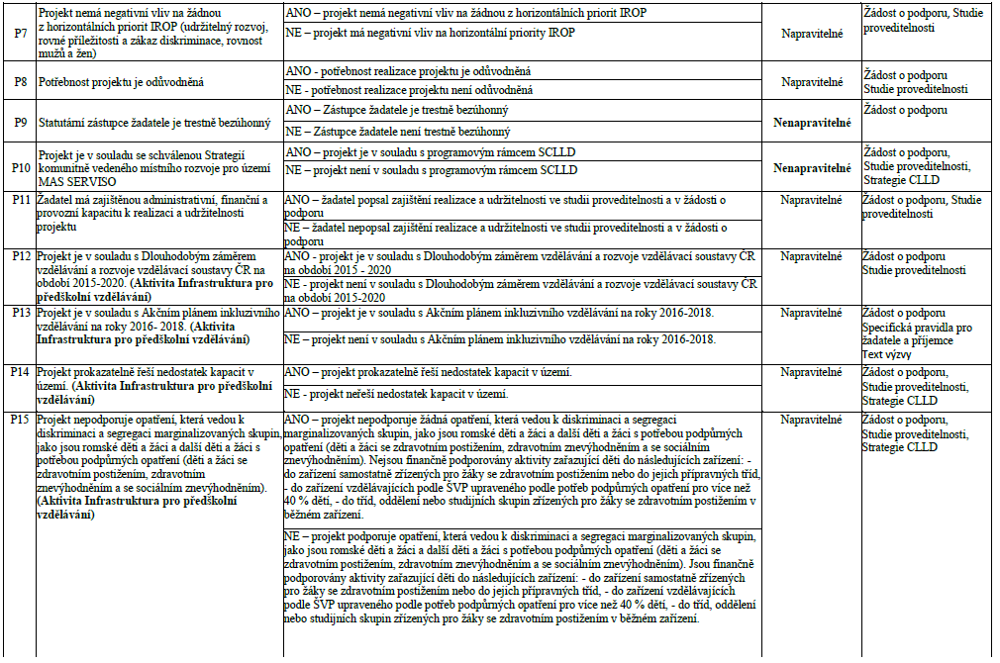 P7
Projekt nemá negativní vliv na žádnou
z horizontálních priorit IROP (udržitelný rozvoj,
rovné příležitosti a zákaz diskriminace, rovnost
mužů a žen)
ANO – projekt nemá negativní vliv na žádnou z horizontálních priorit IROP
NE – projekt má negativní vliv na horizontální priority IROP
Napravitelné
Žádost o podporu, Studie
proveditelnosti
P8
Potřebnost projektu je odůvodněná
ANO - potřebnost realizace projektu je odůvodněná
NE - potřebnost realizace projektu není odůvodněná
Napravitelné
Žádost o podporu
Studie proveditelnosti
P9
Statutární zástupce žadatele je trestně bezúhonný
ANO – Zástupce žadatele je trestně bezúhonný
NE – Zástupce žadatele není trestně bezúhonný
Nenapravitelné
Žádost o podporu
P10
Projekt je v souladu se schválenou Strategií
komunitně vedeného místního rozvoje pro území
MAS SERVISO
ANO – projekt je v souladu s programovým rámcem SCLLD
NE – projekt není v souladu s programovým rámcem SCLLD
Nenapravitelné
Žádost o podporu,
Studie proveditelnosti,
Strategie CLLD
P11
Žadatel má zajištěnou administrativní, finanční a
provozní kapacitu k realizaci a udržitelnosti
projektu
ANO – žadatel popsal zajištění realizace a udržitelnosti ve studii proveditelnosti a v žádosti o
podporu
NE – žadatel nepopsal zajištění realizace a udržitelnosti ve studii proveditelnosti a v žádosti o
podporu
Napravitelné
Žádost o podporu, Studie
proveditelnosti
P12
Projekt je v souladu s Dlouhodobým záměrem
vzdělávání a rozvoje vzdělávací soustavy ČR na
období 2015-2020. (Aktivita Infrastruktura pro
předškolní vzdělávání)
ANO - projekt je v souladu s Dlouhodobým záměrem vzdělávání a rozvoje vzdělávací soustavy ČR
na období 2015 - 2020
NE - projekt není v souladu s Dlouhodobým záměrem vzdělávání a rozvoje vzdělávací soustavy ČR
na období 2015-2020
Napravitelné
Žádost o podporu
Studie proveditelnosti
P13
Projekt je v souladu s Akčním plánem inkluzivního
vzdělávání na roky 2016- 2018. (Aktivita
Infrastruktura pro předškolní vzdělávání)
ANO – projekt je v souladu s Akčním plánem inkluzivního vzdělávání na roky 2016-2018.
NE – projekt není v souladu s Akčním plánem inkluzivního vzdělávání na roky 2016-2018.
Napravitelné
Žádost o podporu
Specifická pravidla pro
žadatele a příjemce
Text výzvy
P14
Projekt prokazatelně řeší nedostatek kapacit v
území. (Aktivita Infrastruktura pro předškolní
vzdělávání)
ANO – projekt prokazatelně řeší nedostatek kapacit v území.
NE - projekt neřeší nedostatek kapacit v území.
Napravitelné
Žádost o podporu,
Studie proveditelnosti,
Strategie CLLD
P15
Projekt nepodporuje opatření, která vedou k
diskriminaci a segregaci marginalizovaných skupin,
jako jsou romské děti a žáci a další děti a žáci s
potřebou podpůrných opatření (děti a žáci se
zdravotním postižením, zdravotním
znevýhodněním a se sociálním znevýhodněním).
(Aktivita Infrastruktura pro předškolní
vzdělávání)
ANO – projekt nepodporuje žádná opatření, která vedou k diskriminaci a segregaci
marginalizovaných skupin, jako jsou romské děti a žáci a další děti a žáci s potřebou podpůrných
opatření (děti a žáci se zdravotním postižením, zdravotním znevýhodněním a se sociálním
znevýhodněním). Nejsou finančně podporovány aktivity zařazující děti do následujících zařízení: -
do zařízení samostatně zřízených pro žáky se zdravotním postižením nebo do jejich přípravných tříd,
- do zařízení vzdělávajících podle ŠVP upraveného podle potřeb podpůrných opatření pro více než
40 % dětí, - do tříd, oddělení nebo studijních skupin zřízených pro žáky se zdravotním postižením v
běžném zařízení.
NE – projekt podporuje opatření, která vedou k diskriminaci a segregaci marginalizovaných skupin,
jako jsou romské děti a žáci a další děti a žáci s potřebou podpůrných opatření (děti a žáci se
zdravotním postižením, zdravotním znevýhodněním a se sociálním znevýhodněním). Jsou finančně
podporovány aktivity zařazující děti do následujících zařízení: - do zařízení samostatně zřízených
pro žáky se zdravotním postižením nebo do jejich přípravných tříd, - do zařízení vzdělávajících
podle ŠVP upraveného podle potřeb podpůrných opatření pro více než 40 % dětí, - do tříd, oddělení
nebo studijních skupin zřízených pro žáky se zdravotním postižením v běžném zařízení.
Napravitelné
Žádost o podporu,
Studie proveditelnosti,
Strategie CLLD